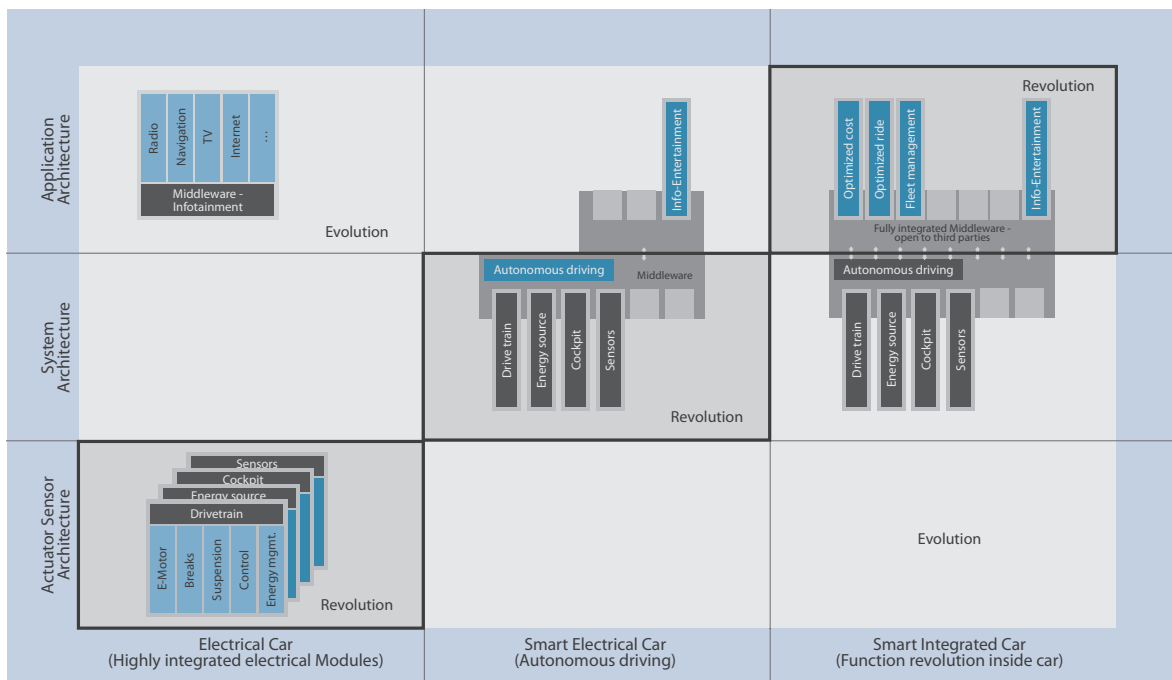 Application
Architecture
Radio
Navigation
TV
Internet
...
Middleware -
Infotainment
Evolution
Info-Entertainment
Revolution
Optimized cost
Optimized ride
Fleet management
Info-Entertainment
Fully integrated Middleware -
open to third parties
System
Architecture
Autonomous driving
Middleware
Drive train
Energy source
Cockpit
Sensors
Revolution
Autonomous driving
Drive train
Energy source
Cockpit
Sensors
Actuator Sensor
Architecture
Sensors
Cockpit
Energy source
Drivetrain
E-Motor
Breaks
Suspension
Control
Energy mgmt.
Revolution
Evolution
Electrical Car
(Highly integrated electrical Modules)
Smart Electrical Car
(Autonomous driving)
Smart Integrated Car
(Function revolution inside car)